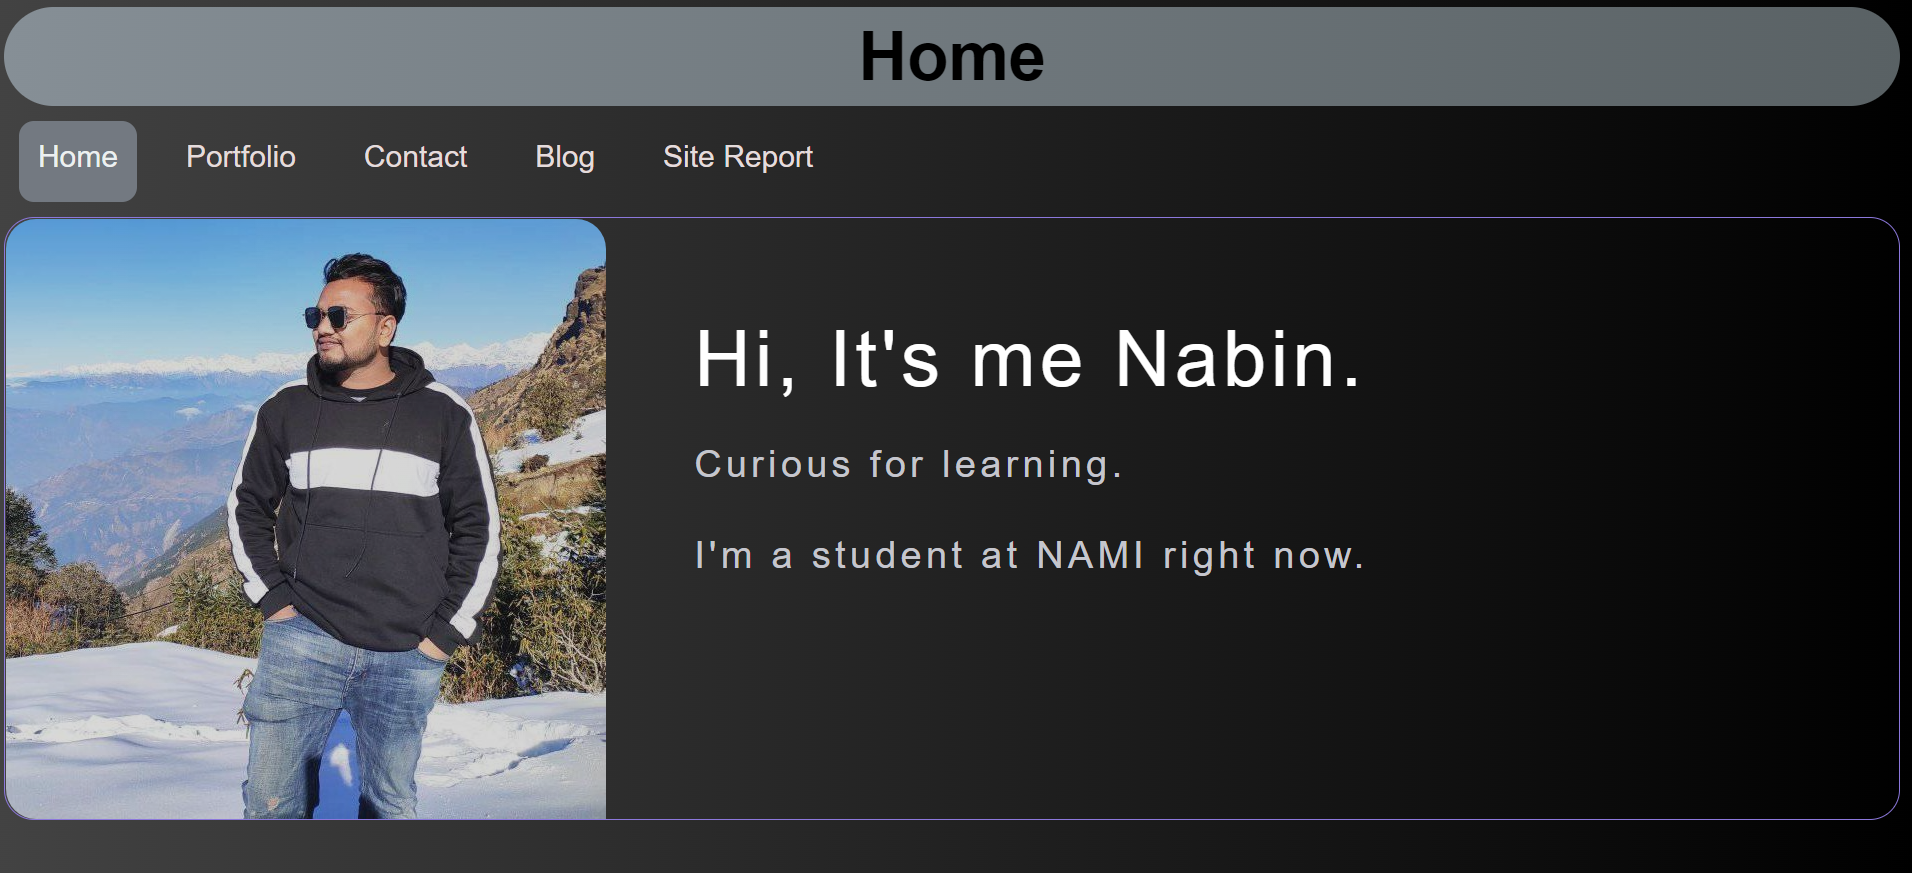 Home
Home Portfolio Contact Blog Site Report
Hi, It's me Nabin.
Curious for learning.
I'm a student at NAMI right now.